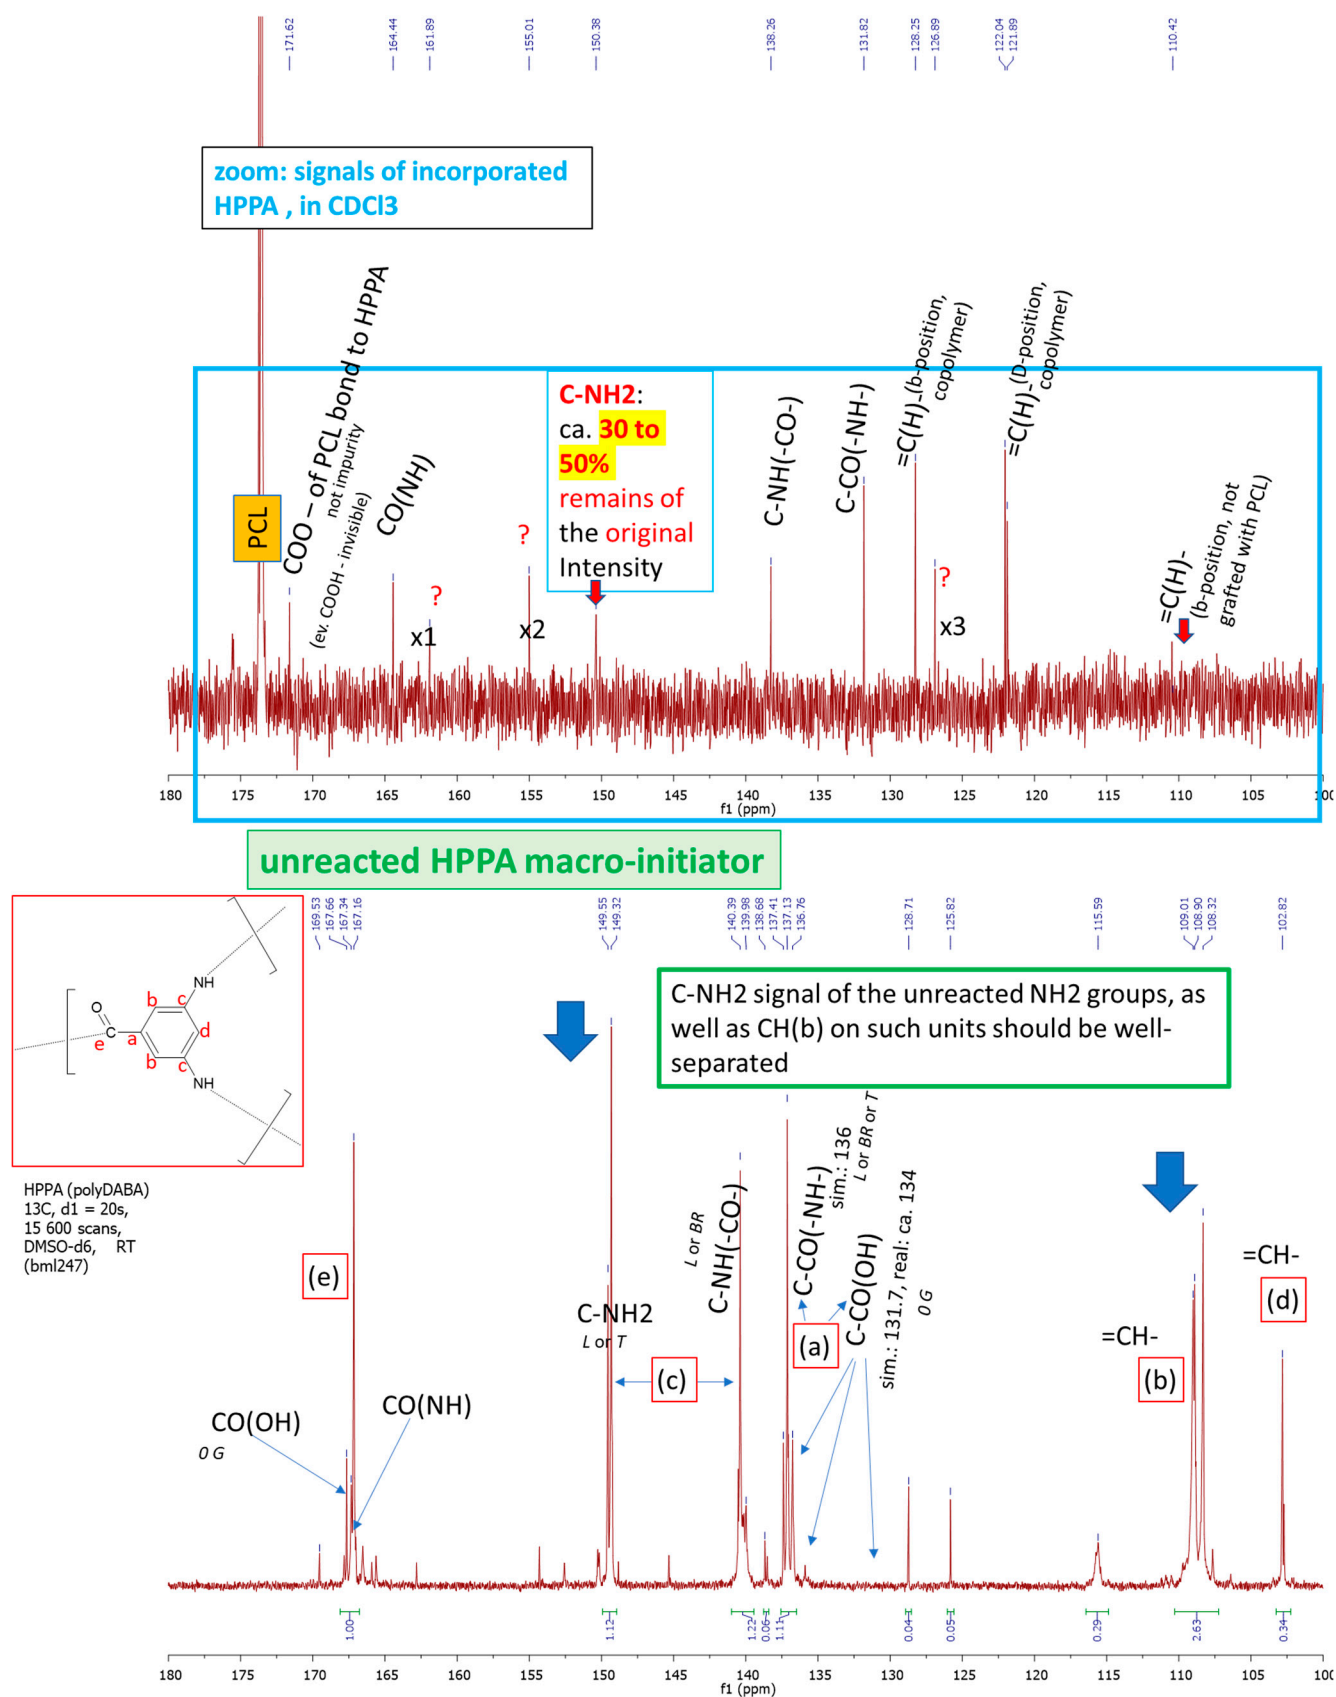 171.62
164.44
161.89
155.01
150.38
138.26
131.82
128.25
126.89
122.04
121.89
110.42
zoom: signals of incorporated
HPPA , in CDCl3
PCL
COO – of PCL bond to HPPA
not impurity
(ev. COOH - invisible)
CO(NH)
?
x1
?
x2
C-NH2:
ca. 30 to
50%
remains of
the original
Intensity
C-NH(-CO-)
C-CO(-NH-)
=C(H)-(b-position,
copolymer)
?
x3
=C(H)-(D-position,
copolymer)
=C(H)-
(b-position, not
grafted with PCL)
180 175 170 165 160 155 150 145 140 135 130 125 120 115 110 105 100
f1 (ppm)
unreacted HPPA macro-initiator
169.53
167.66
167.34
167.16
149.55
149.32
140.39
139.98
138.68
137.41
137.13
136.76
128.71
125.82
115.59
109.01
108.90
108.32
102.82
NH
O
b c
C d
e a
b c
NH
C-NH2 signal of the unreacted NH2 groups, as
well as CH(b) on such units should be well-
separated
HPPA (polyDABA)
13C, d1 = 20s,
15 600 scans,
DMSO-d6, RT
(bml247)
(e)
CO(OH)
0 G
CO(NH)
C-NH2
L or T
(c)
L or BR
C-NH(-CO-)
C-CO(-NH-)
sim.: 136
L or BR or T
(a)
C-CO(OH)
sim.: 131.7, real: ca. 134
0 G
=CH-
(b)
=CH-
(d)
1.00
1.12
1.22
0.06
1.11
0.04
0.05
0.29
2.63
0.34
180 175 170 165 160 155 150 145 140 135 130 125 120 115 110 105 100
f1 (ppm)